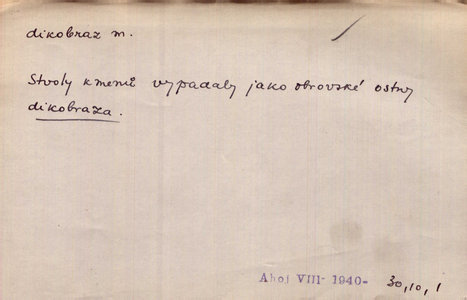 dikobraz m.
Stvoly kmenů vypadaly jako obrovské ostny
dikobraza.
Ahoj VIII- 1940- 30,10,1